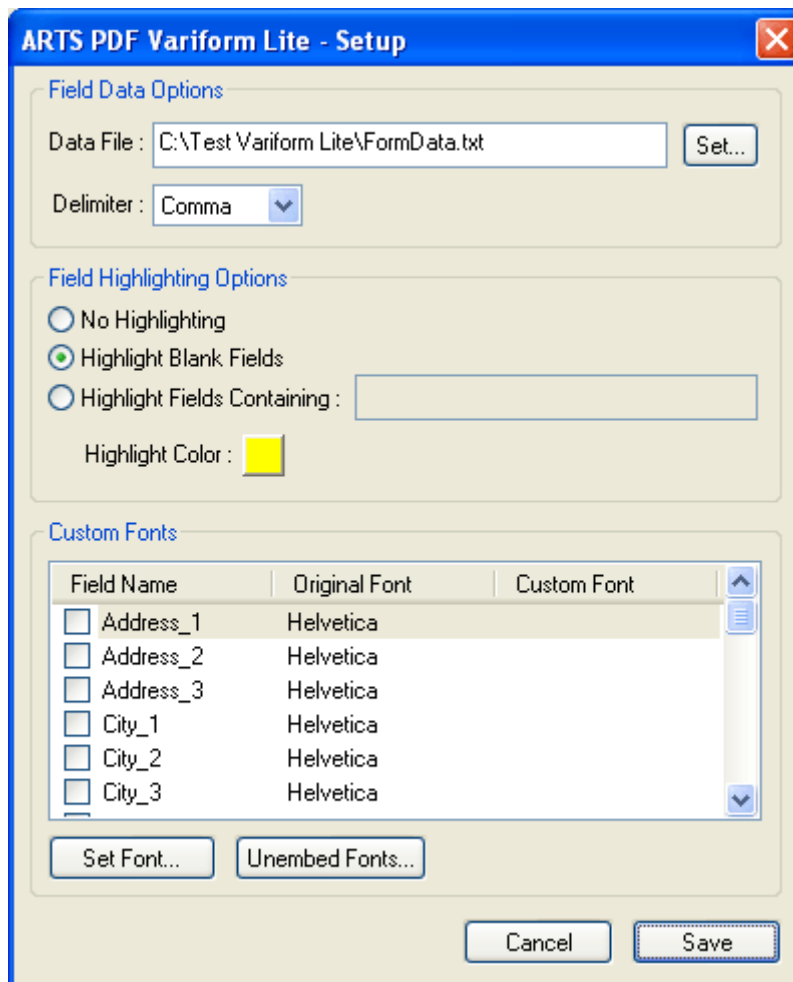 ARTS PDF Variform Lite - Setup
Field Data Options
Data File : C:\Test Variform Lite\FormData.txt Set...
Delimiter : Comma
Field Highlighting Options
No Highlighting
Highlight Blank Fields
Highlight Fields Containing :
Highlight Color :
Custom Fonts
Field Name Original Font Custom Font
Address_1 Helvetica
Address_2 Helvetica
Address_3 Helvetica
City_1 Helvetica
City_2 Helvetica
City_3 Helvetica
Set Font... Unembed Fonts...
Cancel Save